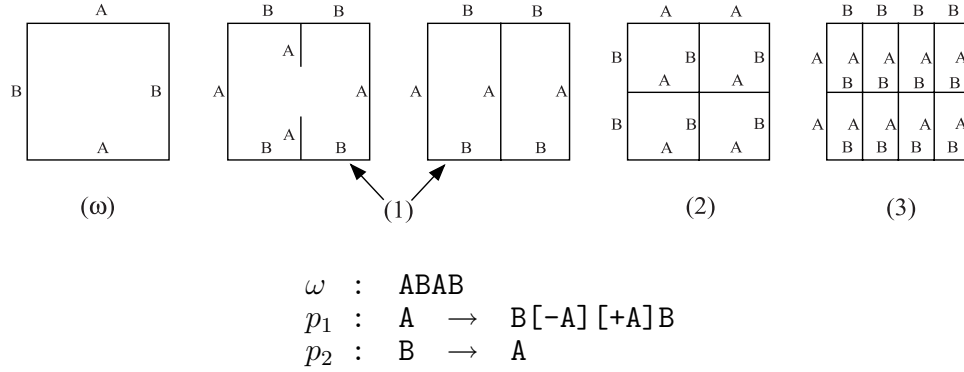 A B B B B A A B B B B
A A B B A A A A
B B A A A B B B B A A A A A
A A B B B B
B B B A A A A A
A B B B B B B A A B B B B
(ω) (1) (2) (3)
ω : ABAB
p₁ : A → B[-A][+A]B
p₂ : B → A